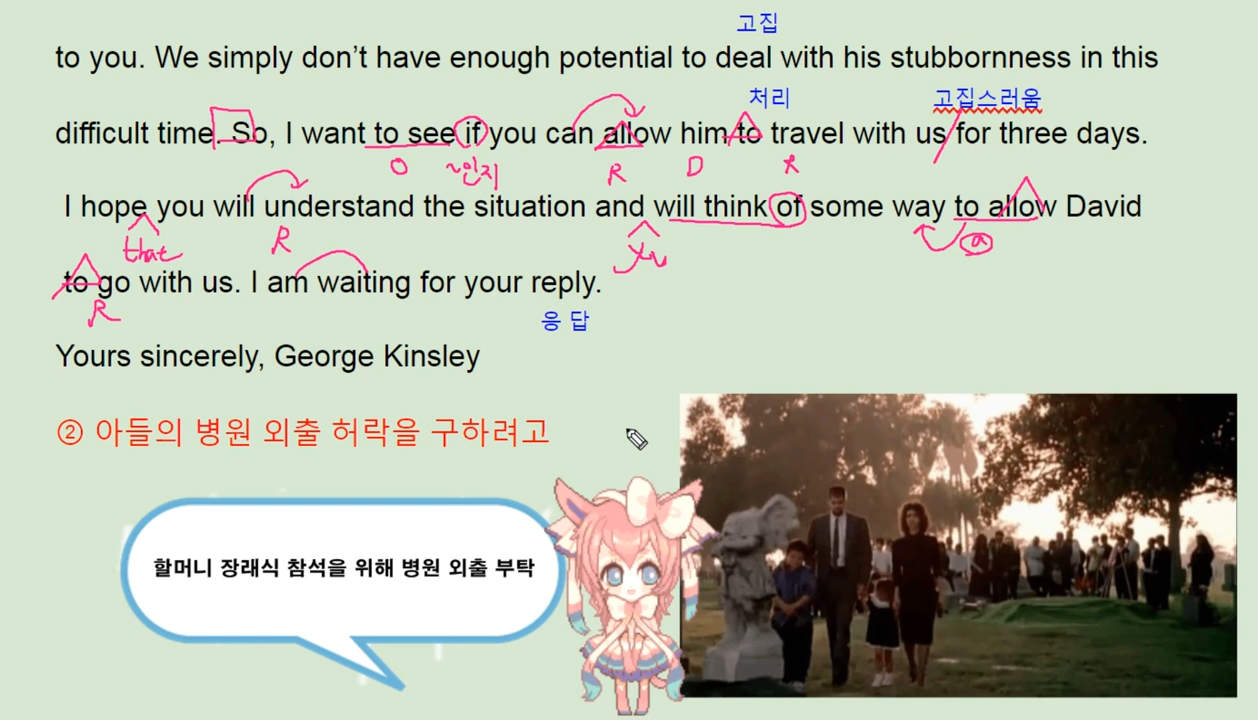 고집
to you. We simply don't have enough potential to deal with his stubbornness in this
처리 고집스러움
difficult time. So, I want to see if you can allow him to travel with us for three days.
O ~인지 R D R
I hope you will understand the situation and will think of some way to allow David
that R yu a
to go with us. I am waiting for your reply.
R 응 답
Yours sincerely, George Kinsley
② 아들의 병원 외출 허락을 구하려고
할머니 장래식 참석을 위해 병원 외출 부탁